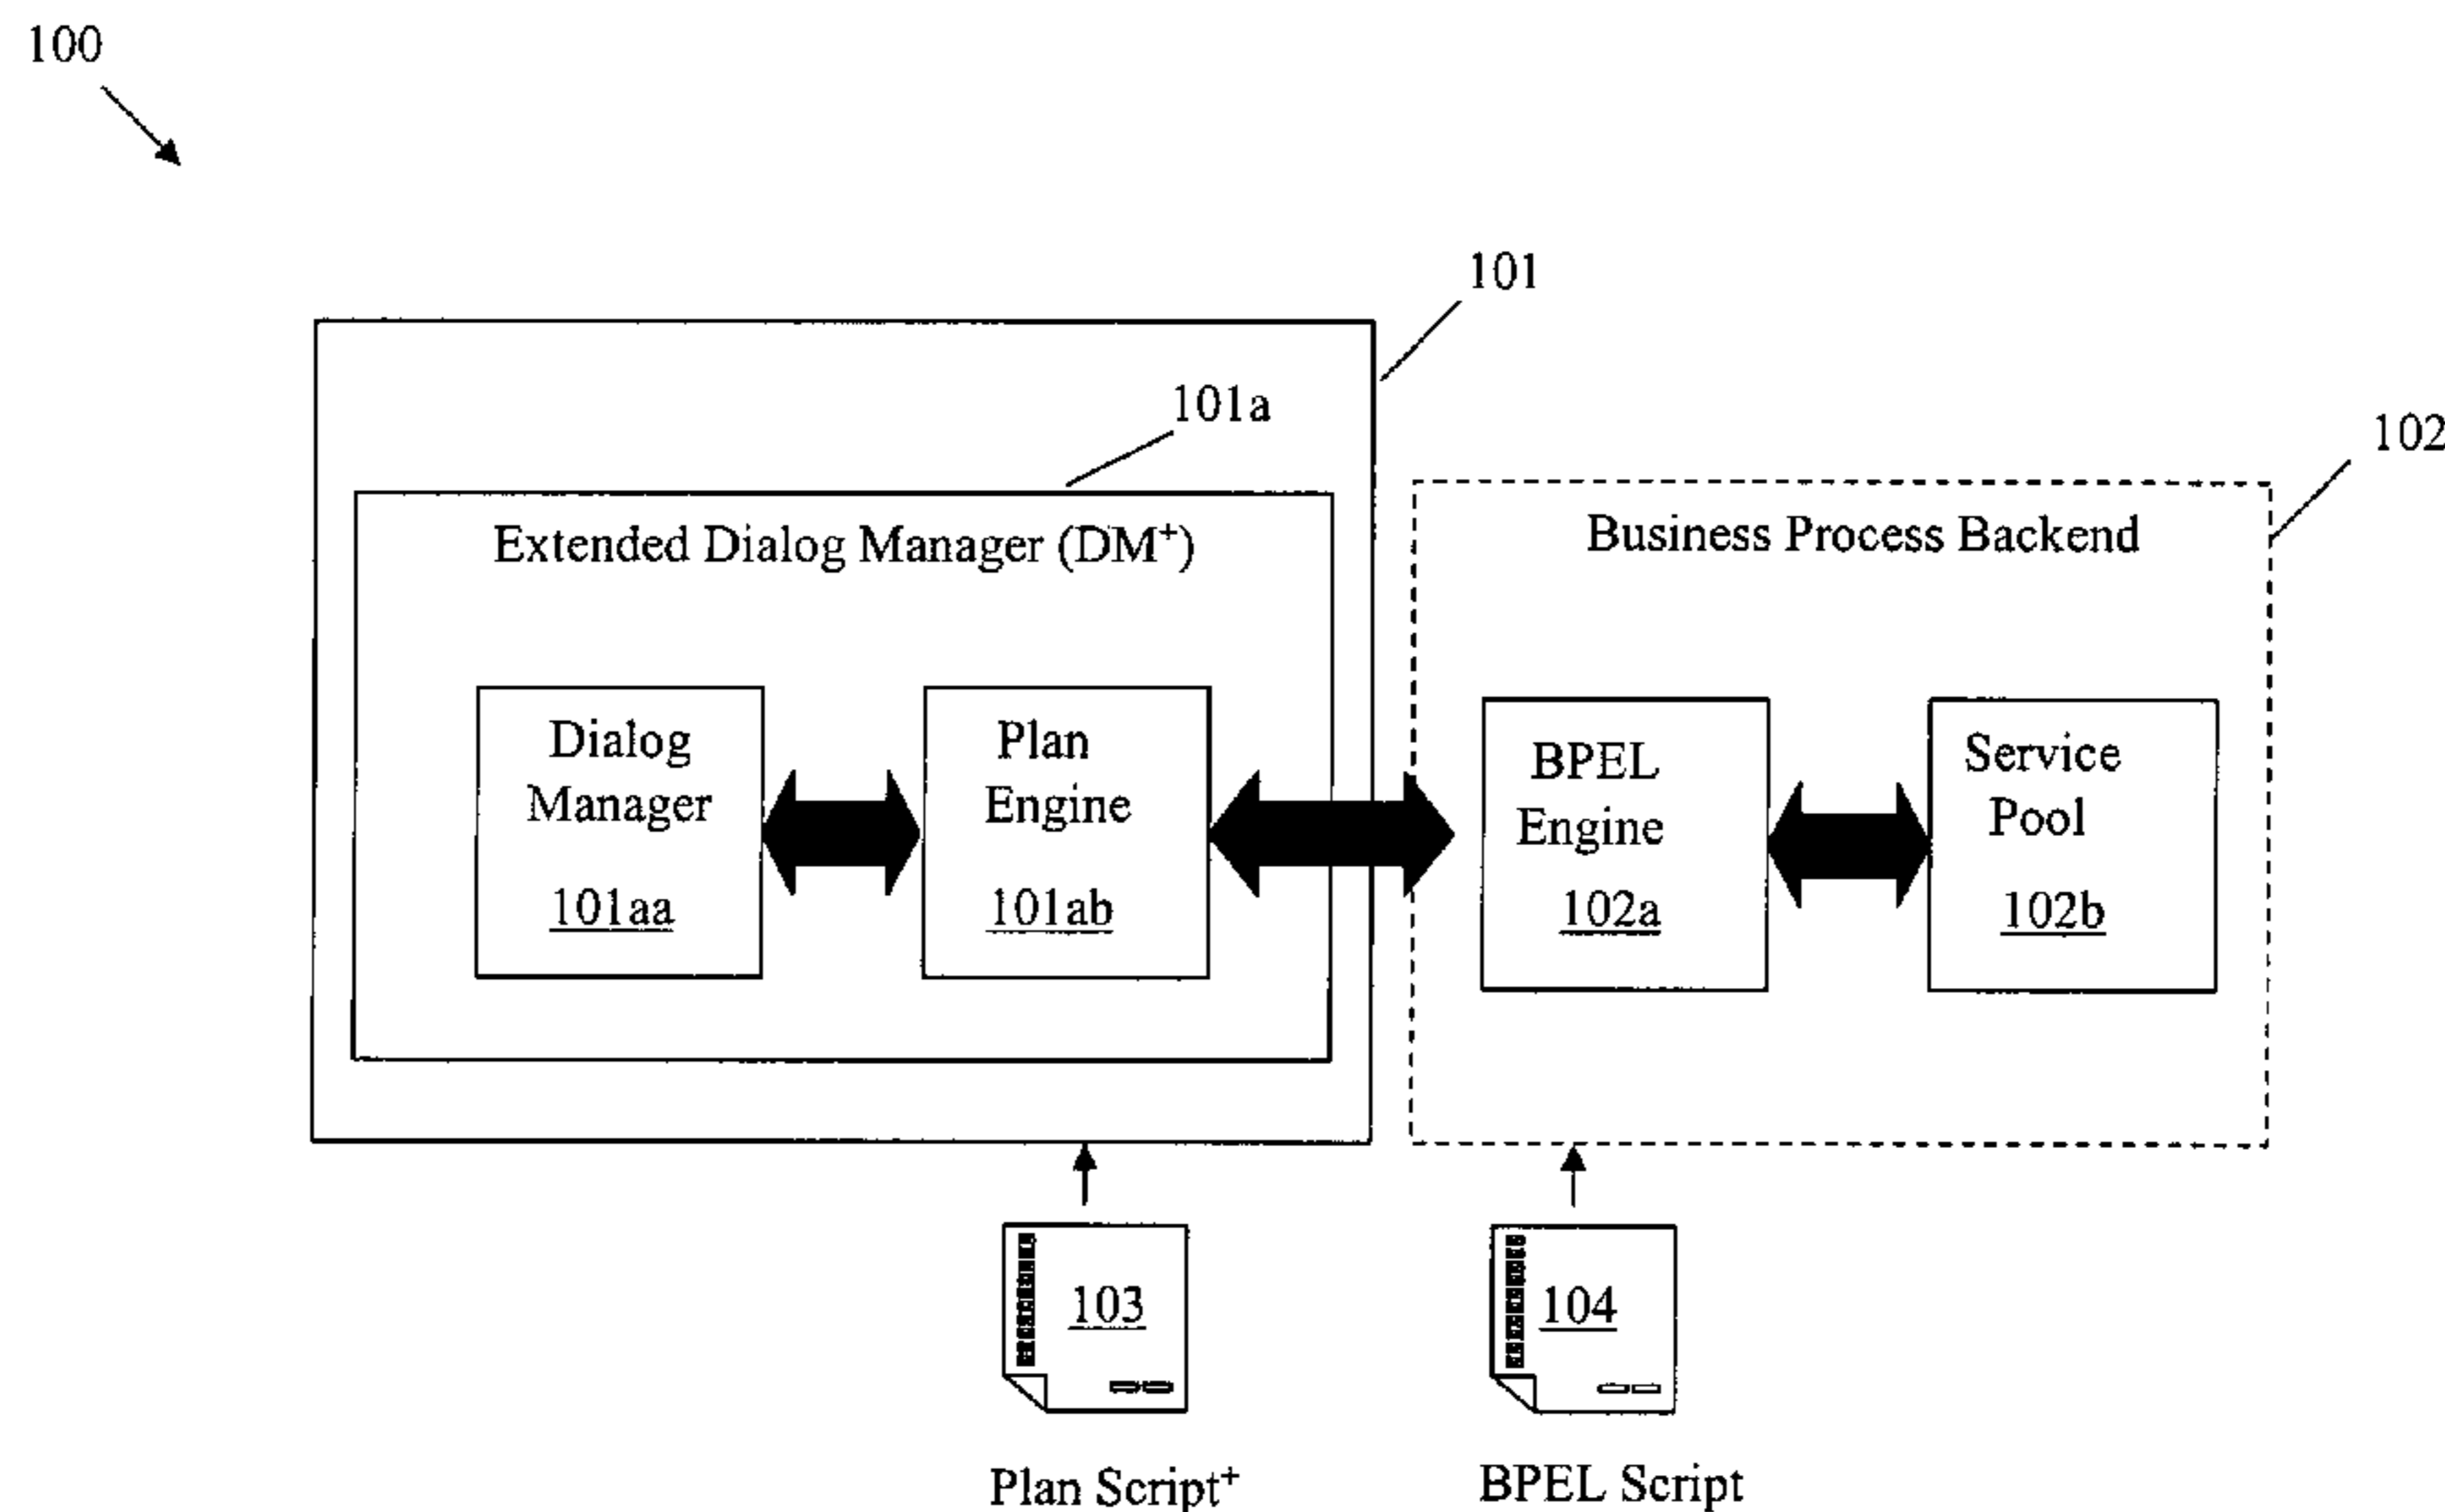 100
101
101a
102
Extended Dialog Manager (DM⁺)
Business Process Backend
Dialog
Manager
101aa
Plan
Engine
101ab
BPEL
Engine
102a
Service
Pool
102b
103
104
Plan Script⁺
BPEL Script